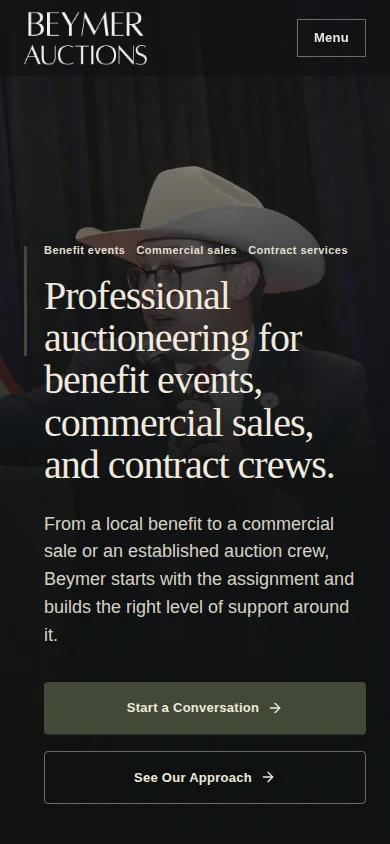 BEYMER
AUCTIONS
Menu
Benefit events Commercial sales Contract services
Professional
auctioneering for
benefit events,
commercial sales,
and contract crews.
From a local benefit to a commercial
sale or an established auction crew,
Beymer starts with the assignment and
builds the right level of support around
it.
Start a Conversation →
See Our Approach →